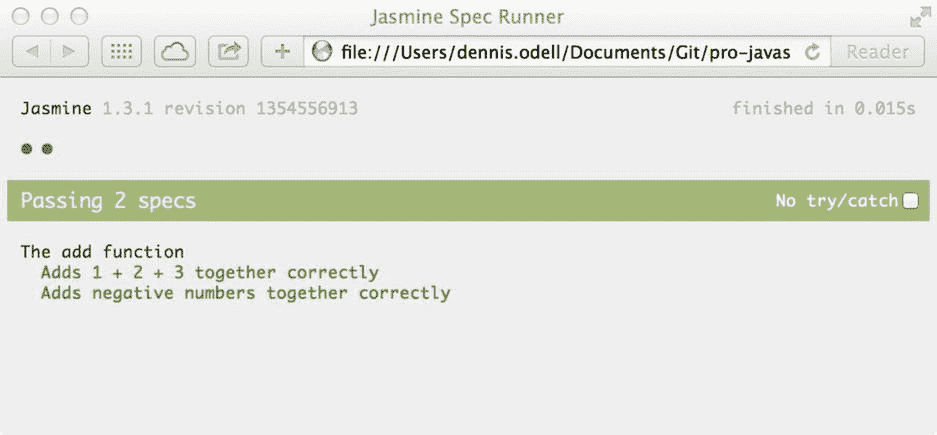 Jasmine Spec Runner
file:///Users/dennis.odell/Documents/Git/pro-javas
Reader
Jasmine 1.3.1 revision 1354556913
finished in 0.015s
Passing 2 specs
No try/catch
The add function
Adds 1 + 2 + 3 together correctly
Adds negative numbers together correctly